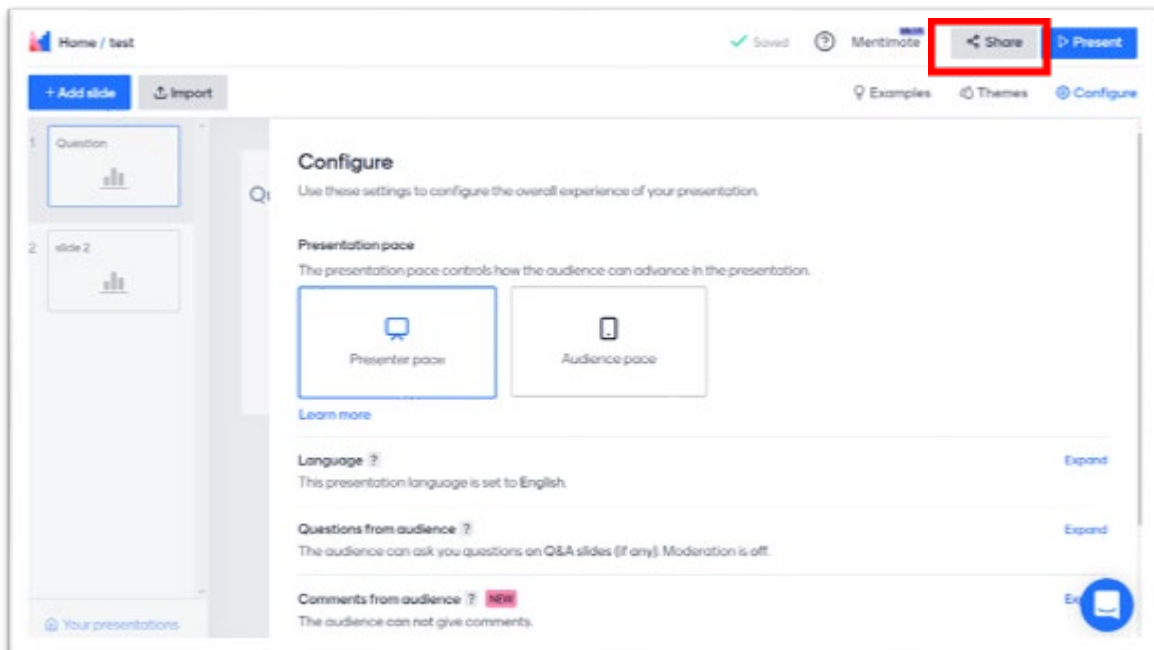 Home / test
Saved
Mentimote
Share
Present
+ Add slide
Import
Examples
Themes
Configure
1
Question
2
slide 2
Qu
Configure
Use these settings to configure the overall experience of your presentation.
Presentation pace
The presentation pace controls how the audience can advance in the presentation.
Presenter pace
Audience pace
Learn more
Language ?
Expand
This presentation language is set to English.
Questions from audience ?
Expand
The audience can ask you questions on Q&A slides (if any). Moderation is off.
Comments from audience ? NEW
The audience can not give comments.
Your presentations